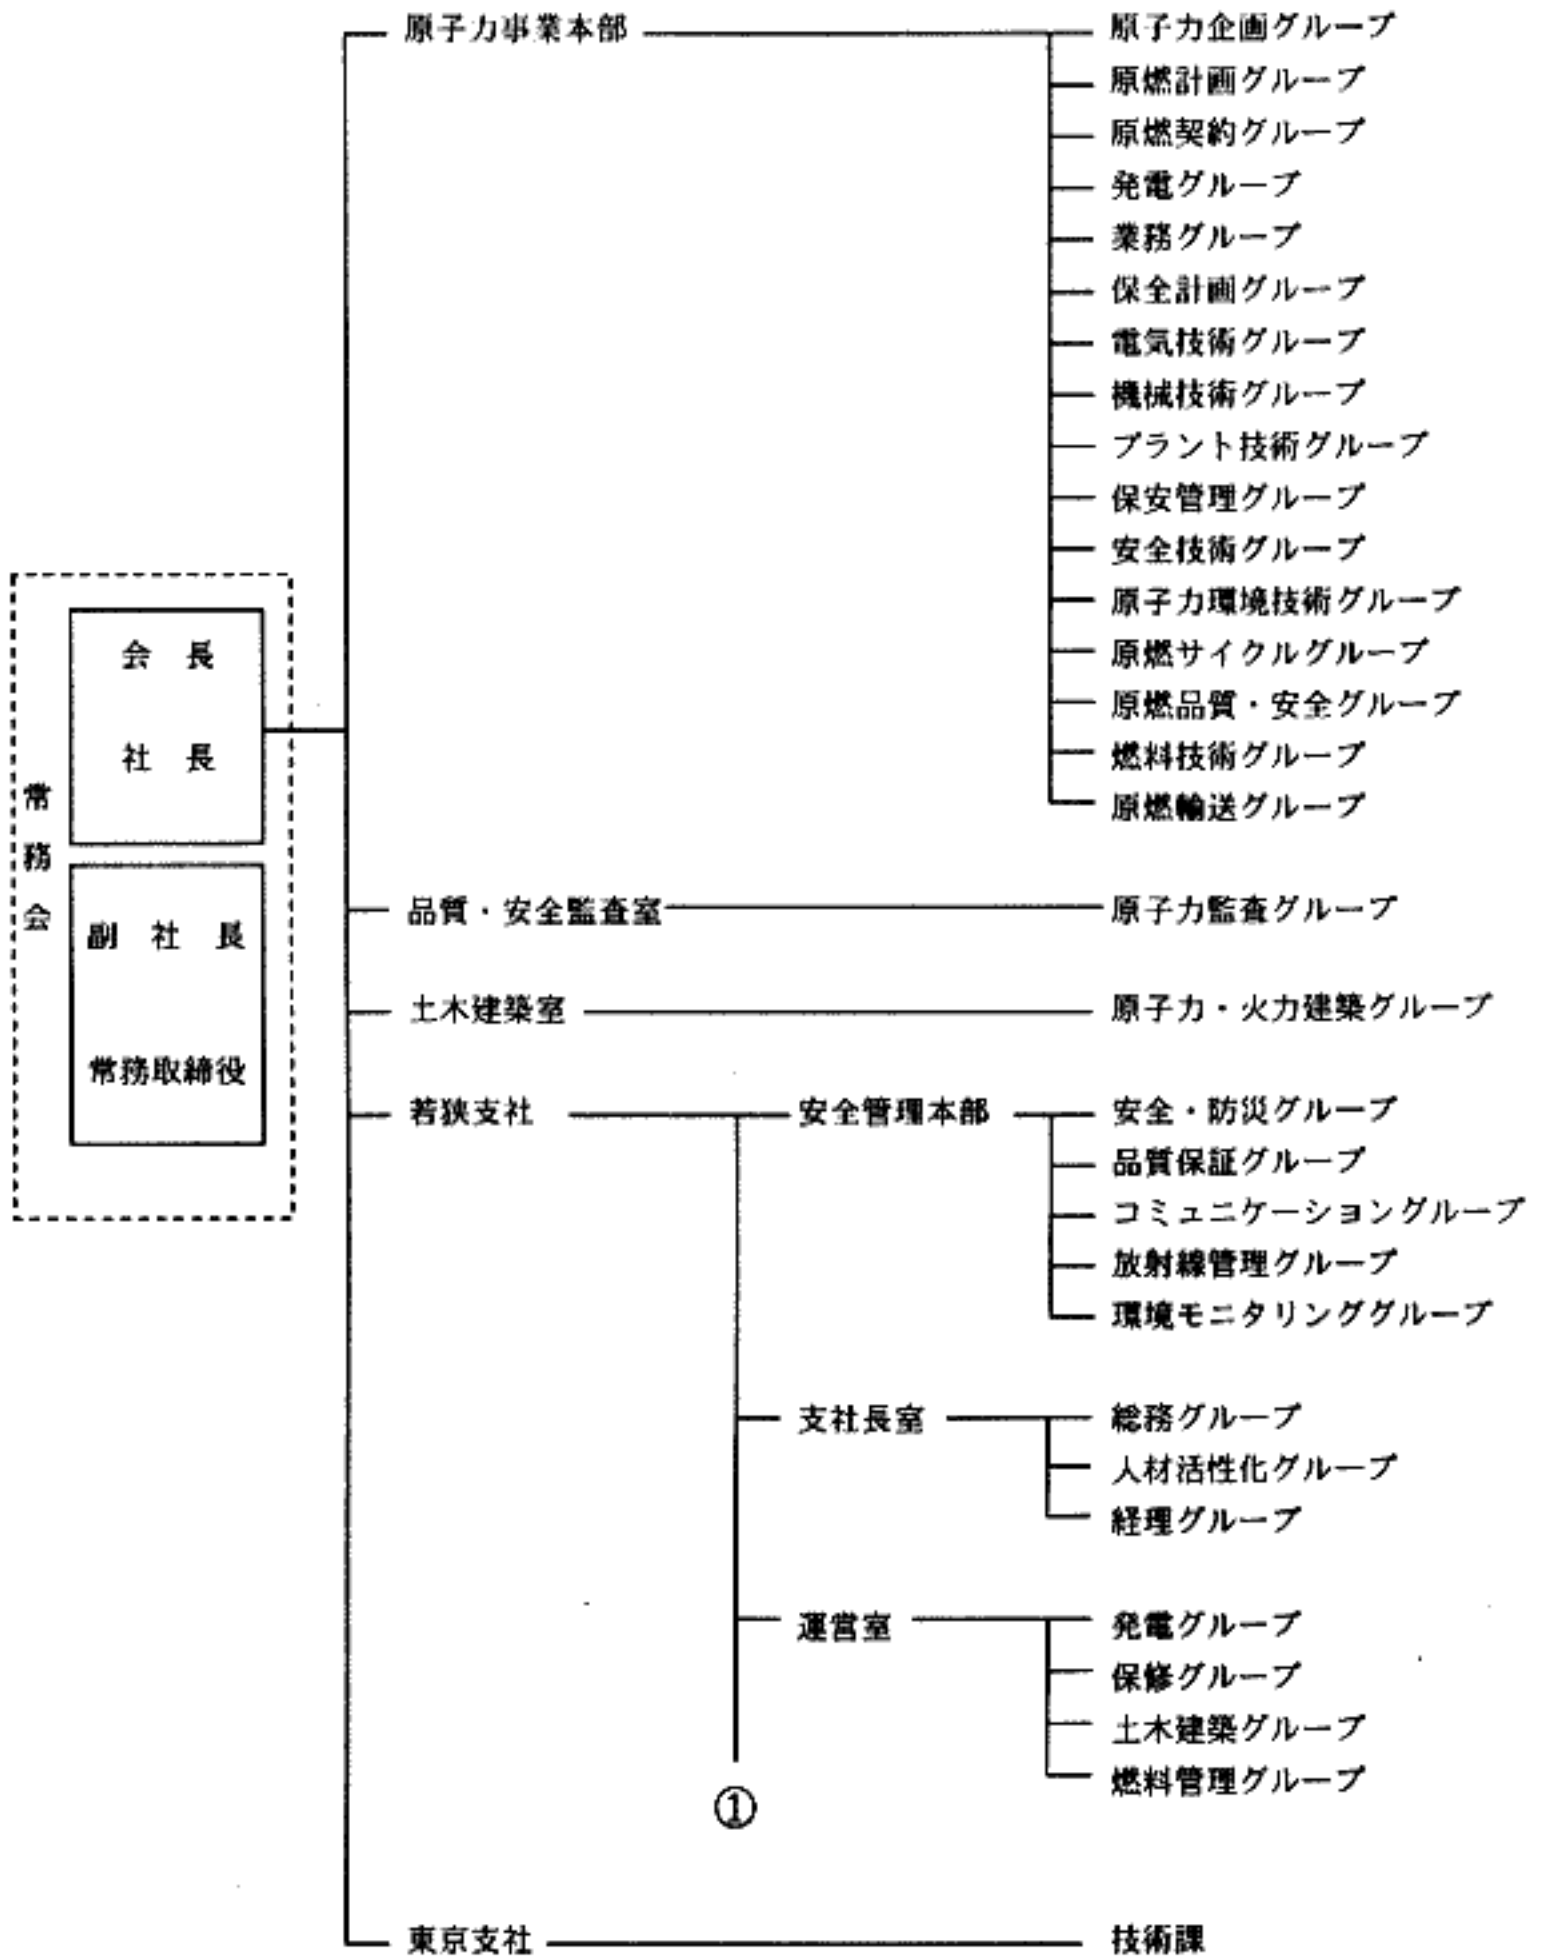 原子力事業本部 原子力企画グループ
原燃計画グループ
原燃契約グループ
発電グループ
業務グループ
保全計画グループ
電気技術グループ
機械技術グループ
プラント技術グループ
保安管理グループ
安全技術グループ
原子力環境技術グループ
原燃サイクルグループ
原燃品質・安全グループ
燃料技術グループ
原燃輸送グループ
常務会
会長
社長
副社長
常務取締役
品質・安全監査室 原子力監査グループ
土木建築室 原子力・火力建築グループ
若狭支社 安全管理本部 安全・防災グループ
品質保証グループ
コミュニケーショングループ
放射線管理グループ
環境モニタリンググループ
支社長室 総務グループ
人材活性化グループ
経理グループ
運営室 発電グループ
保修グループ
土木建築グループ
燃料管理グループ
①
東京支社 技術課